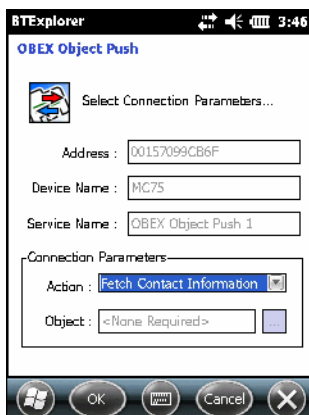 BTExplorer 3:46
OBEX Object Push
Select Connection Parameters...
Address : 00157099CB6F
Device Name : MC75
Service Name : OBEX Object Push 1
Connection Parameters
Action : Fetch Contact Information
Object : <None Required> ...
OK Cancel